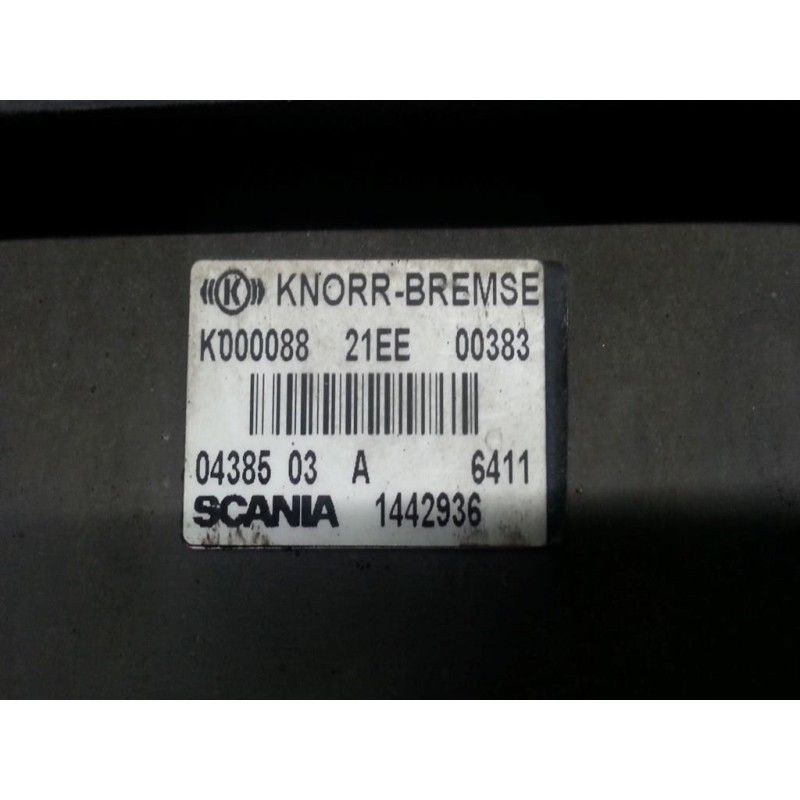 K KNORR-BREMSE
K000088 21EE 00383
04385 03 A 6411
SCANIA 1442936